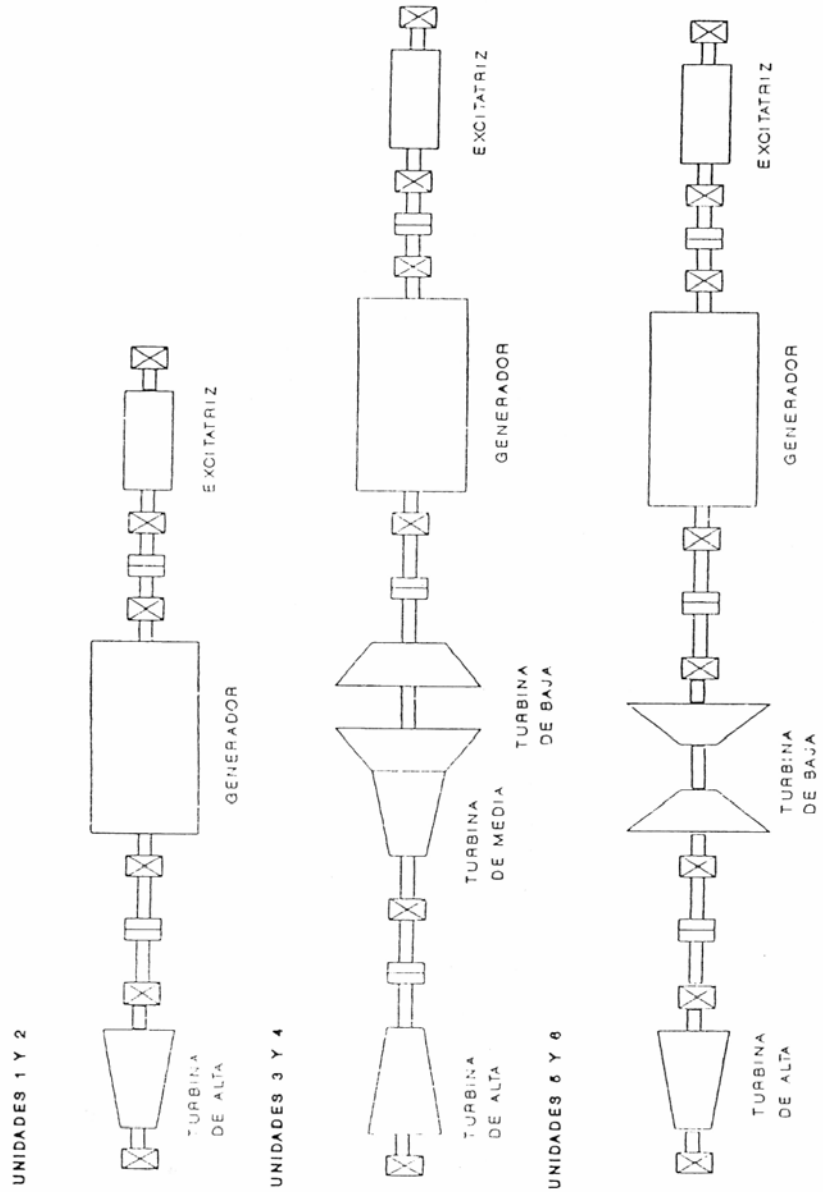 UNIDADES 1 Y 2
TURBINA
DE ALTA
GENERADOR
EXCITATRIZ
UNIDADES 3 Y 4
TURBINA
DE ALTA
TURBINA
DE MEDIA
TURBINA
DE BAJA
GENERADOR
EXCITATRIZ
UNIDADES 5 Y 6
TURBINA
DE ALTA
TURBINA
DE BAJA
GENERADOR
EXCITATRIZ